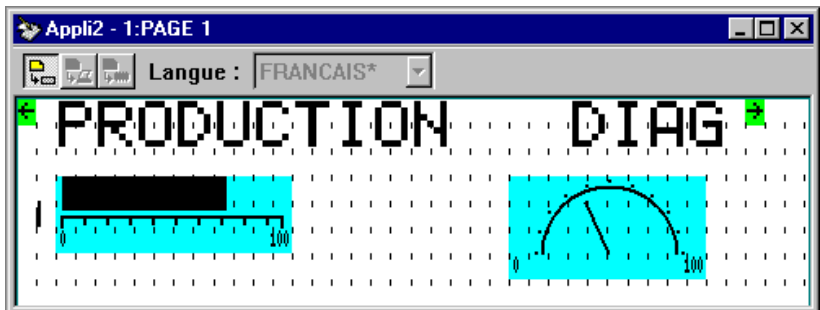 Appli2 - 1:PAGE 1
Langue : FRANCAIS*
PRODUCTION DIAG
0 100
0 100